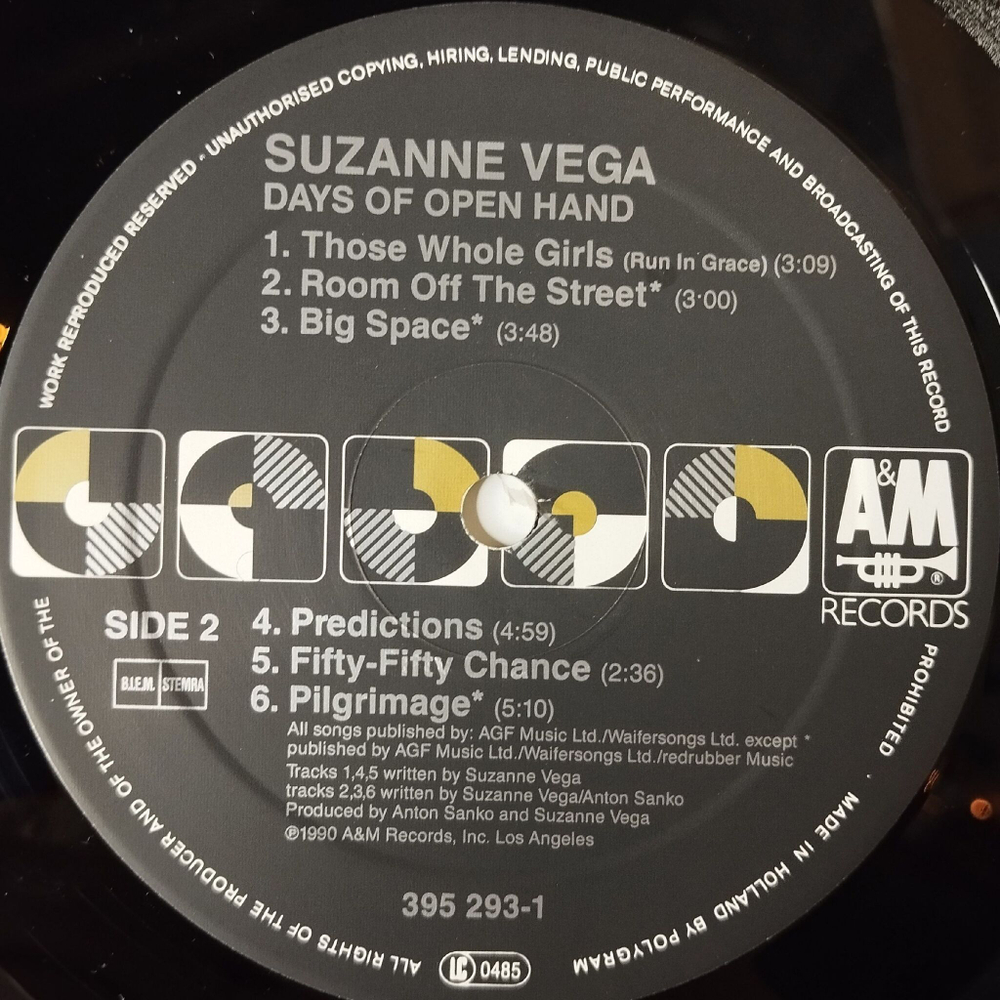 WORK REPRODUCED RESERVED · UNAUTHORISED COPYING, HIRING, LENDING, PUBLIC PERFORMANCE AND BROADCASTING OF THIS RECORD
SUZANNE VEGA
DAYS OF OPEN HAND
1. Those Whole Girls (Run In Grace) (3:09)
2. Room Off The Street* (3:00)
3. Big Space* (3:48)
A&M
®
RECORDS
SIDE 2
B.I.E.M. STEMRA
4. Predictions (4:59)
5. Fifty-Fifty Chance (2:36)
6. Pilgrimage* (5:10)
All songs published by: AGF Music Ltd./Waifersongs Ltd. except *
published by AGF Music Ltd./Waifersongs Ltd./redrubber Music
Tracks 1,4,5 written by Suzanne Vega
tracks 2,3,6 written by Suzanne Vega/Anton Sanko
Produced by Anton Sanko and Suzanne Vega
℗1990 A&M Records, Inc. Los Angeles
395 293-1
PROHIBITED · MADE IN HOLLAND BY POLYGRAM
LC 0485
ALL RIGHTS OF THE PRODUCER AND OF THE OWNER OF THE